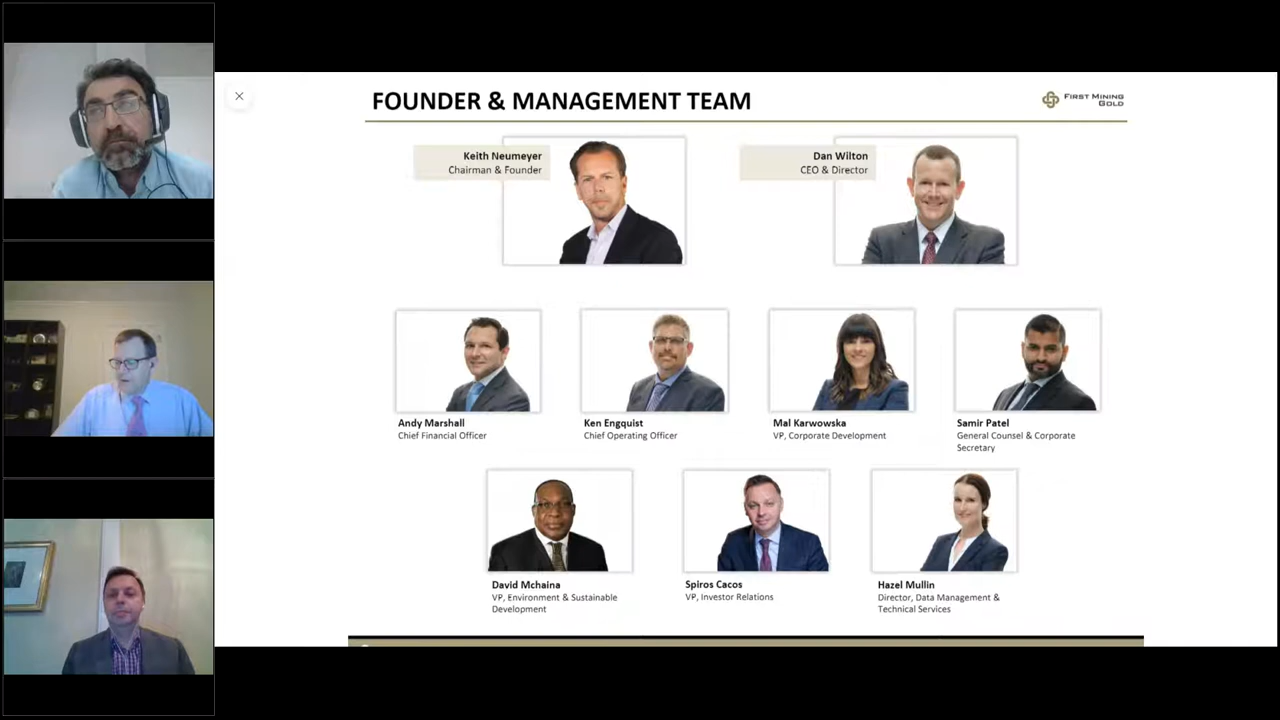 FOUNDER & MANAGEMENT TEAM
FIRST MINING
GOLD
Keith Neumeyer
Chairman & Founder
Dan Wilton
CEO & Director
Andy Marshall
Chief Financial Officer
Ken Engquist
Chief Operating Officer
Mal Karwowska
VP, Corporate Development
Samir Patel
General Counsel & Corporate
Secretary
David Mchaina
VP, Environment & Sustainable
Development
Spiros Cacos
VP, Investor Relations
Hazel Mullin
Director, Data Management &
Technical Services